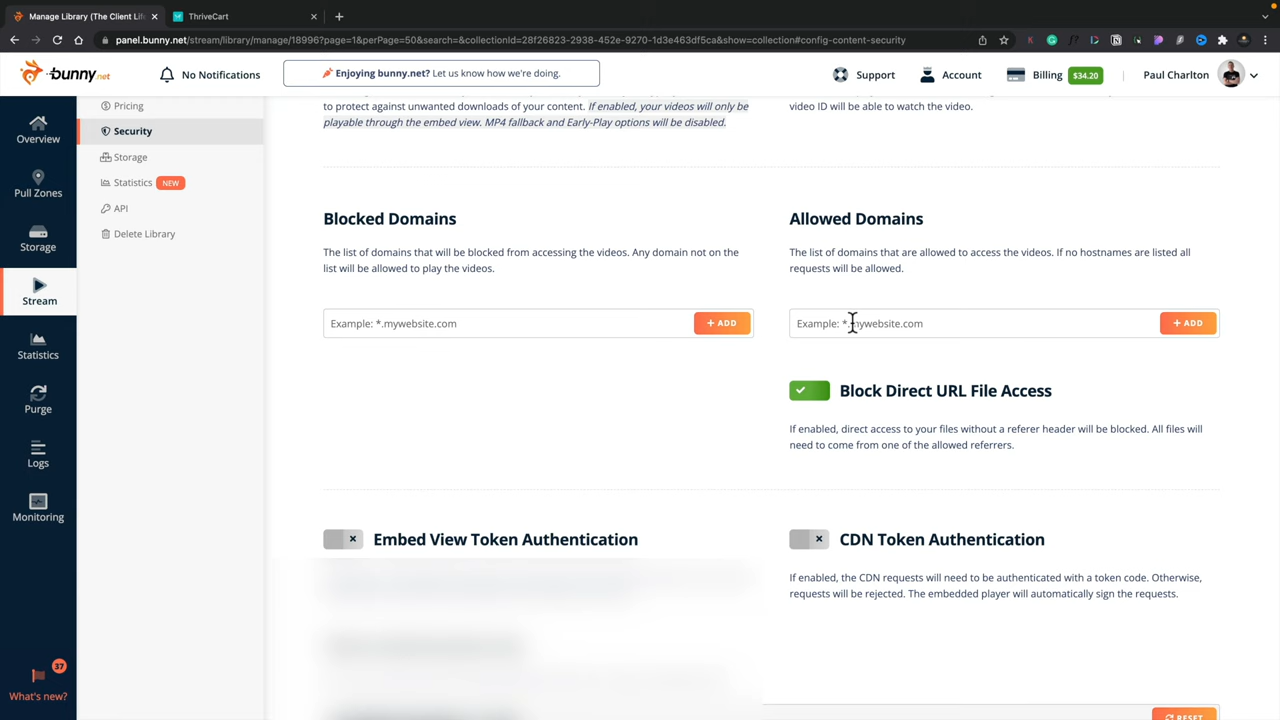 Manage Library (The Client Lif
ThriveCart
panel.bunny.net/stream/library/manage/18996?page=1&perPage=50&search=&collectionId=28f26823-2938-452e-9270-1d3e463df5ca&show=collection#config-content-security
bunny.net
No Notifications
Enjoying bunny.net? Let us know how we're doing.
Support
Account
Billing
$34.20
Paul Charlton
Overview
Pull Zones
Storage
Stream
Statistics
Purge
Logs
Monitoring
37
What's new?
Pricing
Security
Storage
Statistics NEW
API
Delete Library
to protect against unwanted downloads of your content. If enabled, your videos will only be
playable through the embed view. MP4 fallback and Early-Play options will be disabled.
video ID will be able to watch the video.
Blocked Domains
The list of domains that will be blocked from accessing the videos. Any domain not on the
list will be allowed to play the videos.
Example: *.mywebsite.com
+ ADD
Allowed Domains
The list of domains that are allowed to access the videos. If no hostnames are listed all
requests will be allowed.
Example: *.mywebsite.com
+ ADD
Block Direct URL File Access
If enabled, direct access to your files without a referer header will be blocked. All files will
need to come from one of the allowed referrers.
Embed View Token Authentication
CDN Token Authentication
If enabled, the CDN requests will need to be authenticated with a token code. Otherwise,
requests will be rejected. The embedded player will automatically sign the requests.
RESET